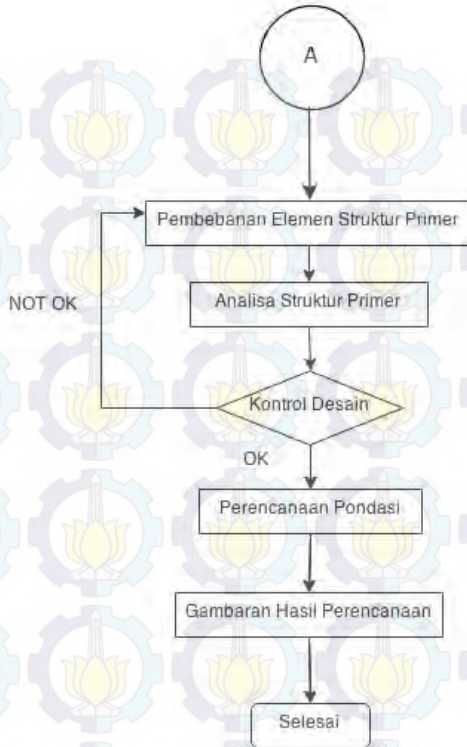 A
Pembebanan Elemen Struktur Primer
NOT OK
Analisa Struktur Primer
Kontrol Desain
OK
Perencanaan Pondasi
Gambaran Hasil Perencanaan
Selesai